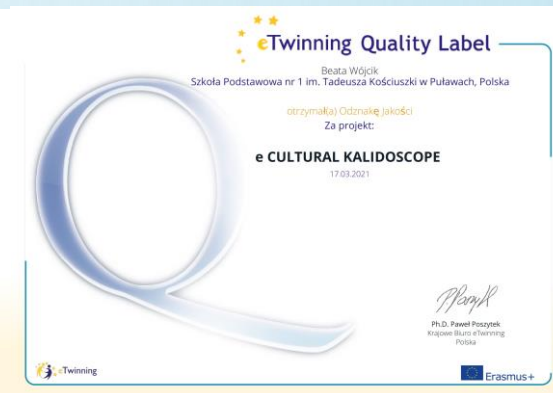 eTwinning Quality Label
Beata Wójcik
Szkoła Podstawowa nr 1 im. Tadeusza Kościuszki w Puławach, Polska
otrzymał(a) Odznakę Jakości
Za projekt:
e CULTURAL KALIDOSCOPE
17.03.2021
Ph.D. Paweł Poszytek
Krajowe Biuro eTwinning
Polska
eTwinning
Erasmus+